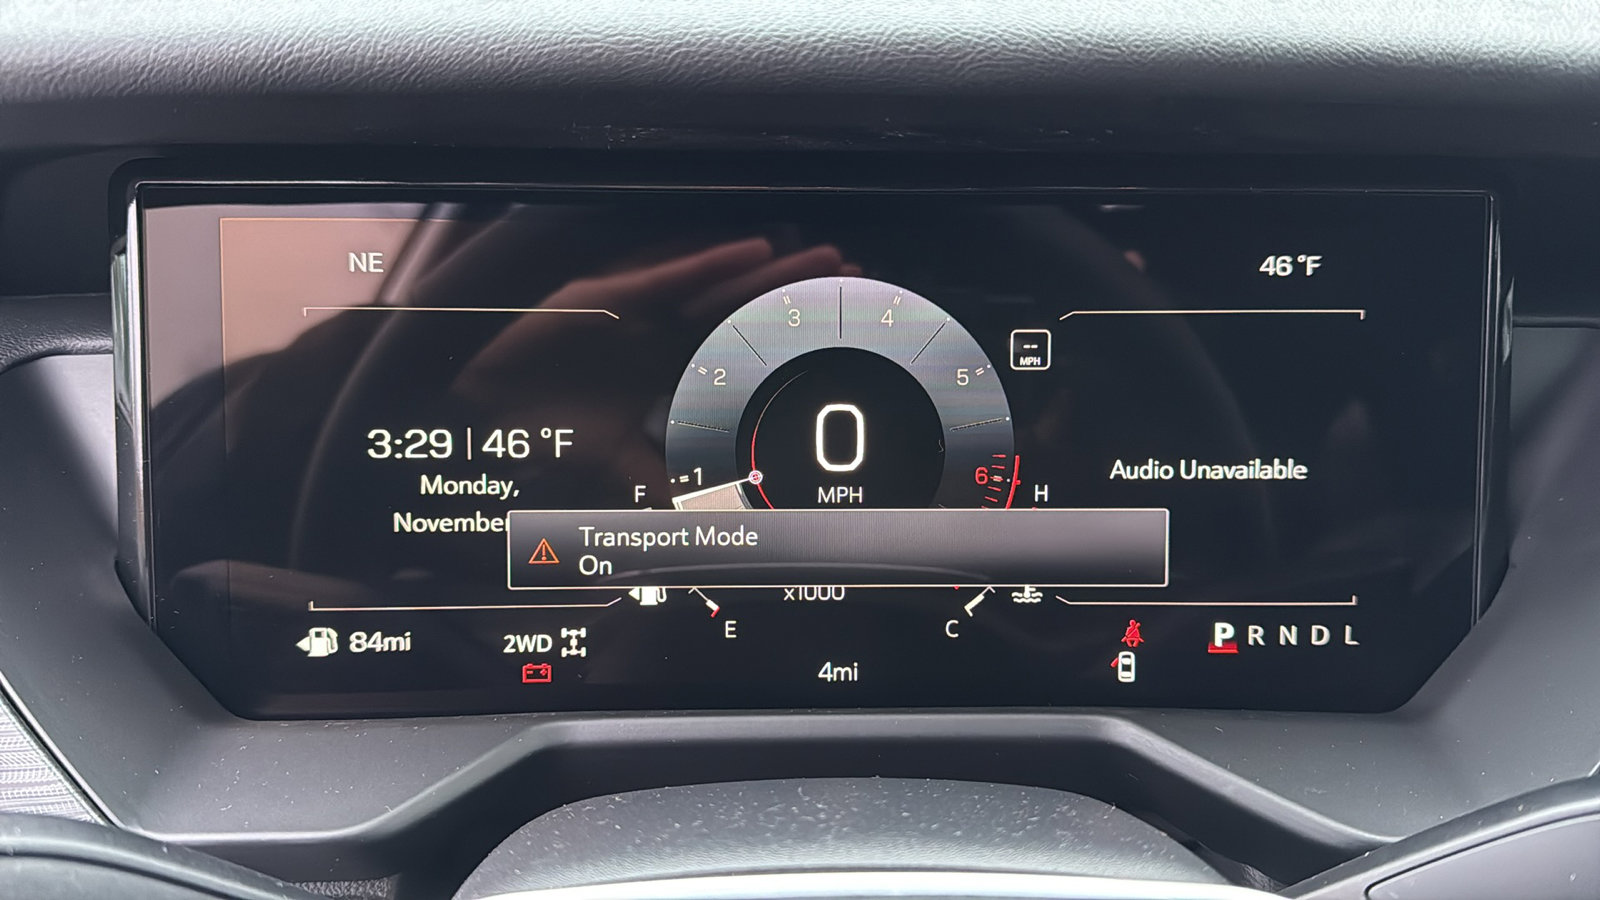 NE
46 °F
3
4
2
5
-- MPH
3:29 | 46 °F
Monday,
November
1
0
MPH
6
F
H
Audio Unavailable
Transport Mode
On
x1000
E
C
84mi
2WD
4mi
P R N D L